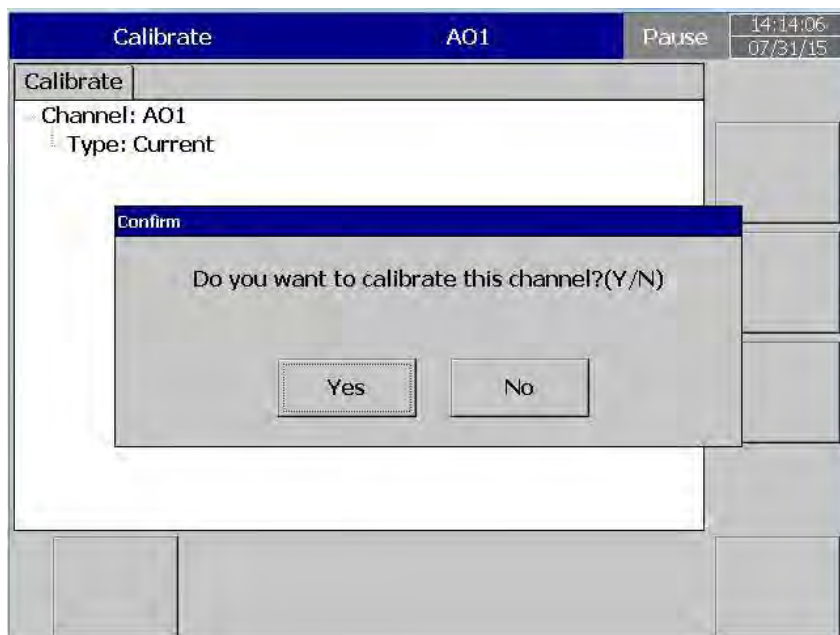 Calibrate AO1 Pause 14:14:06
07/31/15
Calibrate
Channel: AO1
Type: Current
Confirm
Do you want to calibrate this channel?(Y/N)
Yes No